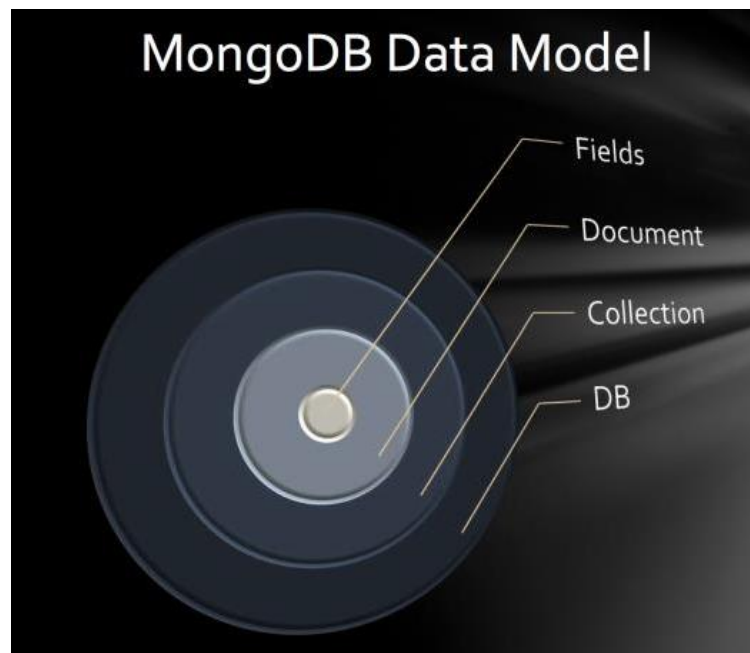 MongoDB Data Model
Fields
Document
Collection
DB